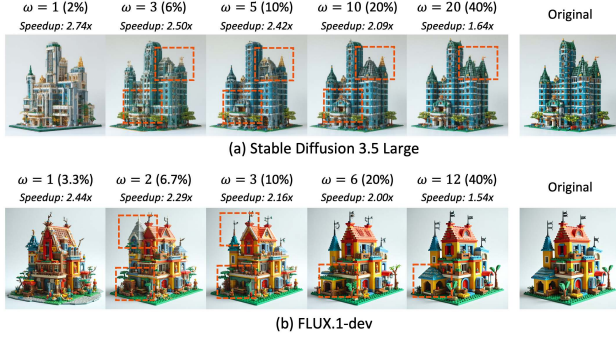 ω = 1 (2%) ω = 3 (6%) ω = 5 (10%) ω = 10 (20%) ω = 20 (40%) Original
Speedup: 2.74x Speedup: 2.50x Speedup: 2.42x Speedup: 2.09x Speedup: 1.64x
(a) Stable Diffusion 3.5 Large
ω = 1 (3.3%) ω = 2 (6.7%) ω = 3 (10%) ω = 6 (20%) ω = 12 (40%) Original
Speedup: 2.44x Speedup: 2.29x Speedup: 2.16x Speedup: 2.00x Speedup: 1.54x
(b) FLUX.1-dev